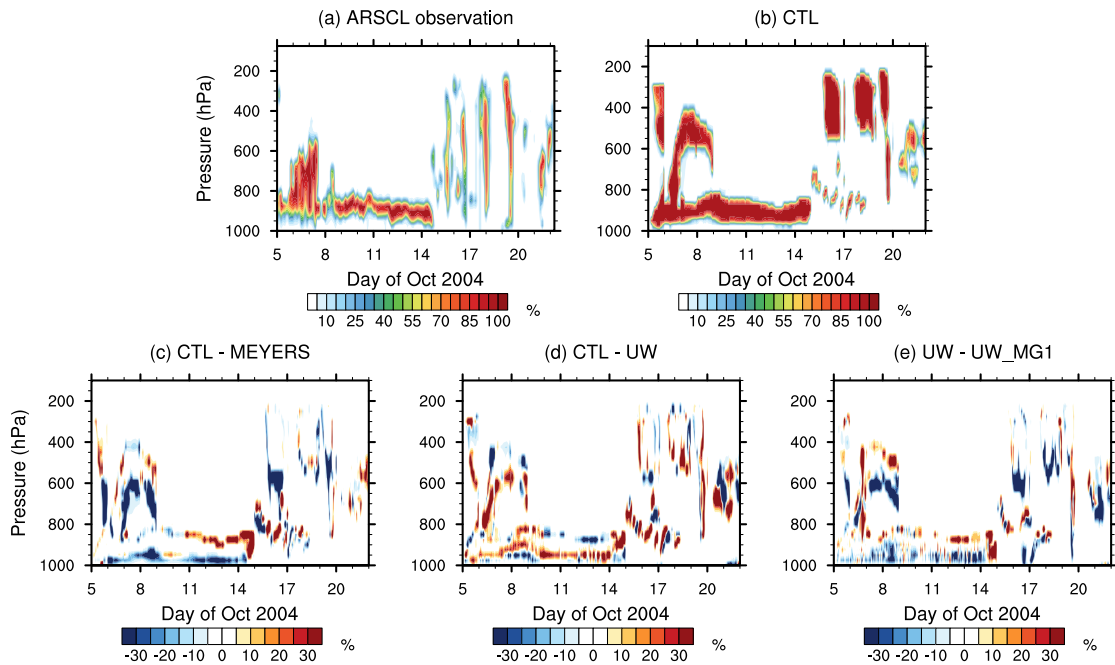 (a) ARSCL observation
(b) CTL
Pressure (hPa)
200
400
600
800
1000
5 8 11 14 17 20
Day of Oct 2004
10 25 40 55 70 85 100 %
200
400
600
800
1000
5 8 11 14 17 20
Day of Oct 2004
10 25 40 55 70 85 100 %
(c) CTL - MEYERS
(d) CTL - UW
(e) UW - UW_MG1
Pressure (hPa)
200
400
600
800
1000
5 8 11 14 17 20
Day of Oct 2004
-30 -20 -10 0 10 20 30 %
200
400
600
800
1000
5 8 11 14 17 20
Day of Oct 2004
-30 -20 -10 0 10 20 30 %
200
400
600
800
1000
5 8 11 14 17 20
Day of Oct 2004
-30 -20 -10 0 10 20 30 %